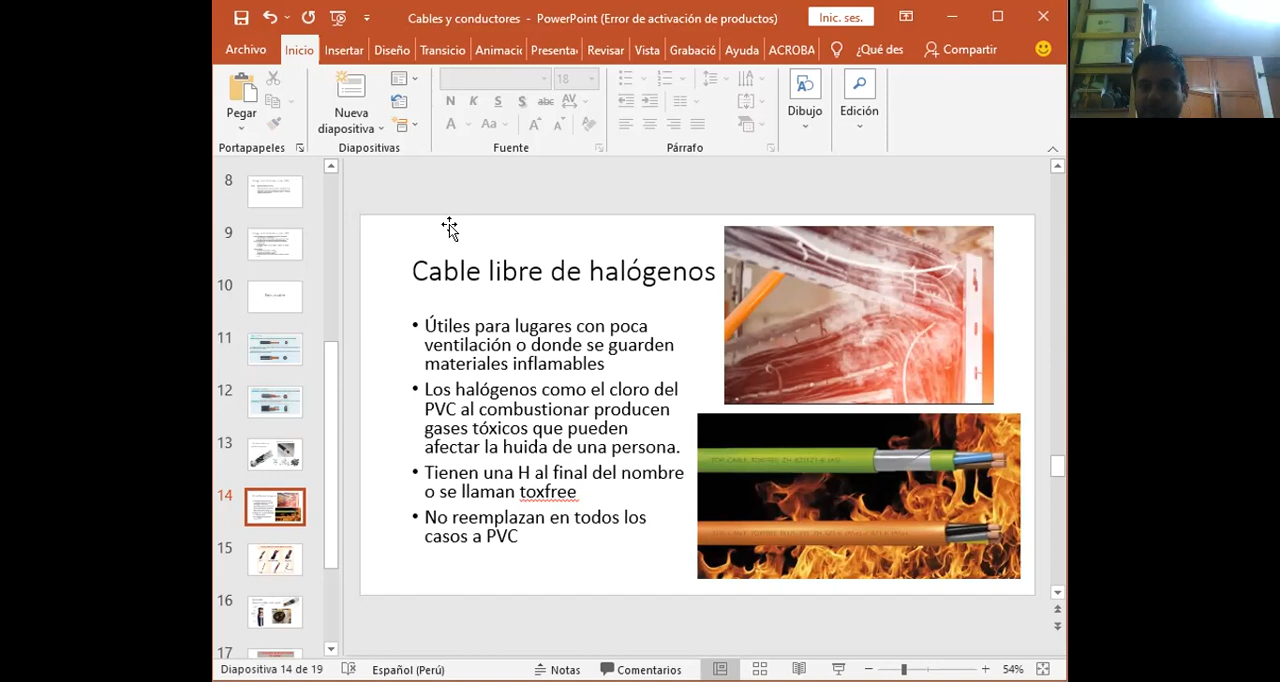 Cables y conductores - PowerPoint (Error de activación de productos)
Inic. ses.
Archivo Inicio Insertar Diseño Transicio Animacio Presenta Revisar Vista Grabació Ayuda ACROBA ¿Qué des Compartir
Pegar
Nueva
diapositiva
18
N K S S abc AV
A Aa A A
Dibujo
Edición
Portapapeles Diapositivas Fuente Párrafo
8
9
10
11
12
13
14
15
16
17
Cable libre de halógenos
• Útiles para lugares con poca
ventilación o donde se guarden
materiales inflamables
• Los halógenos como el cloro del
PVC al combustionar producen
gases tóxicos que pueden
afectar la huida de una persona.
• Tienen una H al final del nombre
o se llaman toxfree
• No reemplazan en todos los
casos a PVC
Diapositiva 14 de 19 Español (Perú) Notas Comentarios 54%